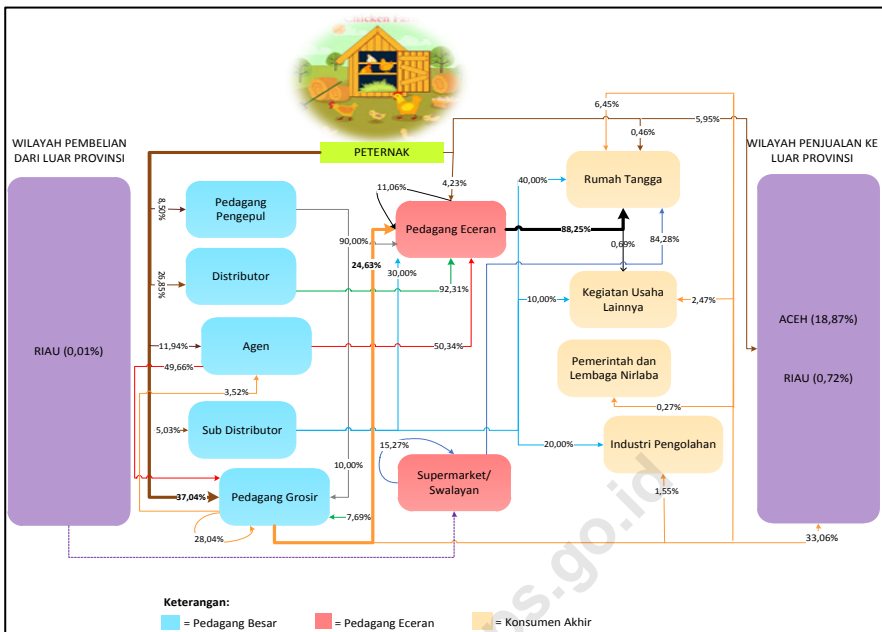 Chicken Farm
WILAYAH PEMBELIAN
DARI LUAR PROVINSI
PETERNAK
6,45%
5,95%
0,46%
WILAYAH PENJUALAN KE
LUAR PROVINSI
4,23%
11,06%
40,00%
Rumah Tangga
8,50%
Pedagang
Pengepul
Pedagang Eceran
88,25%
84,28%
90,00%
24,63%
30,00%
0,69%
26,85%
Distributor
92,31%
10,00%
Kegiatan Usaha
Lainnya
2,47%
RIAU (0,01%)
11,94%
Agen
50,34%
49,66%
3,52%
Pemerintah dan
Lembaga Nirlaba
0,27%
ACEH (18,87%)
RIAU (0,72%)
5,03%
Sub Distributor
15,27%
20,00%
Industri Pengolahan
10,00%
Supermarket/
Swalayan
37,04%
Pedagang Grosir
7,69%
28,04%
1,55%
33,06%
ps.go.id
Keterangan:
= Pedagang Besar
= Pedagang Eceran
= Konsumen Akhir